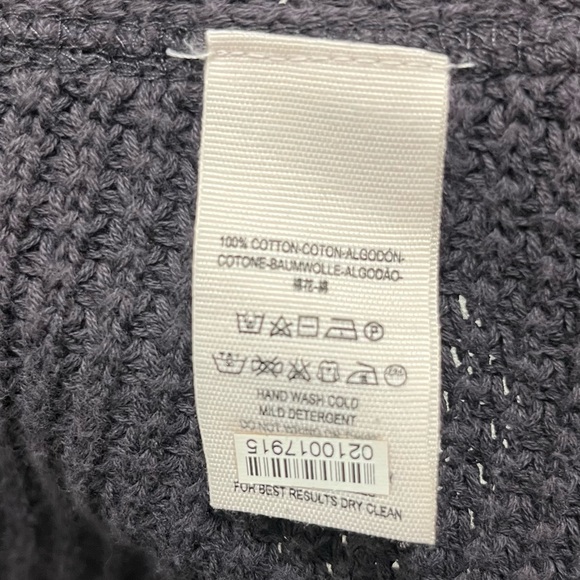 100% COTTON-COTON-ALGODÓN-
COTONE-BAUMWOLLE-ALGODÃO-
棉花-綿
HAND WASH COLD
MILD DETERGENT
0210017915
FOR BEST RESULTS DRY CLEAN